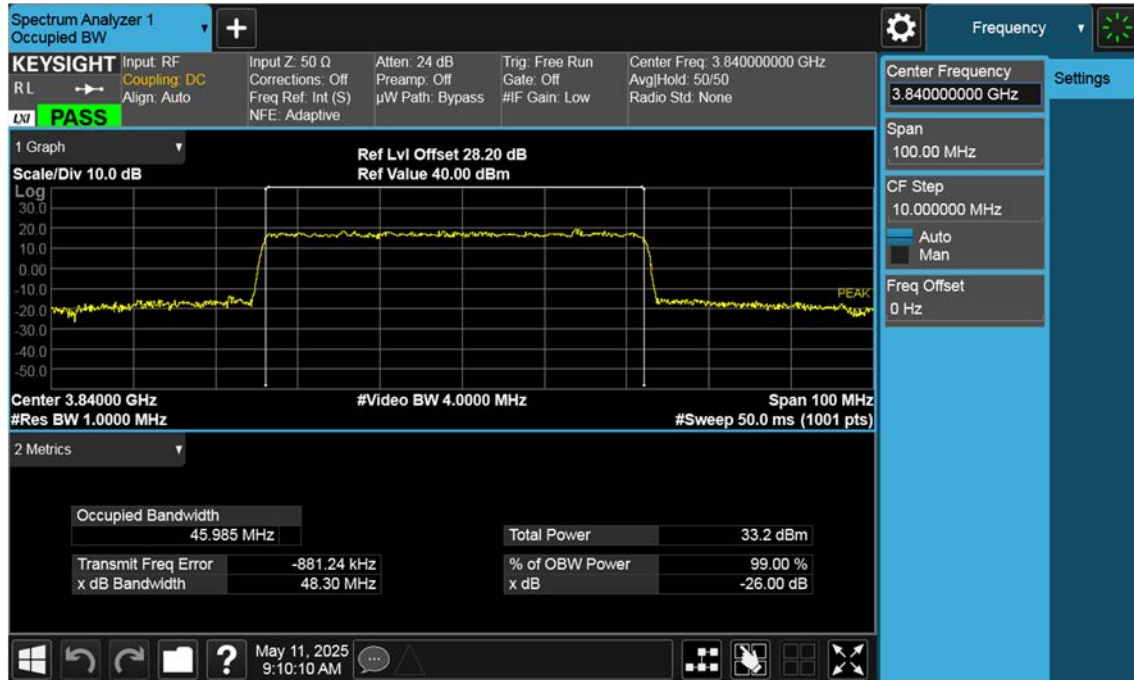 Spectrum Analyzer 1
Occupied BW
Frequency
KEYSIGHT
R L
LXI
PASS
Input: RF
Coupling: DC
Align: Auto
Input Z: 50 Ω
Corrections: Off
Freq Ref: Int (S)
NFE: Adaptive
Atten: 24 dB
Preamp: Off
µW Path: Bypass
Trig: Free Run
Gate: Off
#IF Gain: Low
Center Freq: 3.840000000 GHz
Avg|Hold: 50/50
Radio Std: None
Center Frequency
3.840000000 GHz
Settings
Span
100.00 MHz
CF Step
10.000000 MHz
Auto
Man
Freq Offset
0 Hz
1 Graph
Scale/Div 10.0 dB
Ref Lvl Offset 28.20 dB
Ref Value 40.00 dBm
Log
30.0
20.0
10.0
0.00
-10.0
-20.0
-30.0
-40.0
-50.0
PEAK
Center 3.84000 GHz
#Res BW 1.0000 MHz
#Video BW 4.0000 MHz
Span 100 MHz
#Sweep 50.0 ms (1001 pts)
2 Metrics
Occupied Bandwidth
45.985 MHz
Transmit Freq Error -881.24 kHz
x dB Bandwidth 48.30 MHz
Total Power 33.2 dBm
% of OBW Power 99.00 %
x dB -26.00 dB
?
May 11, 2025
9:10:10 AM